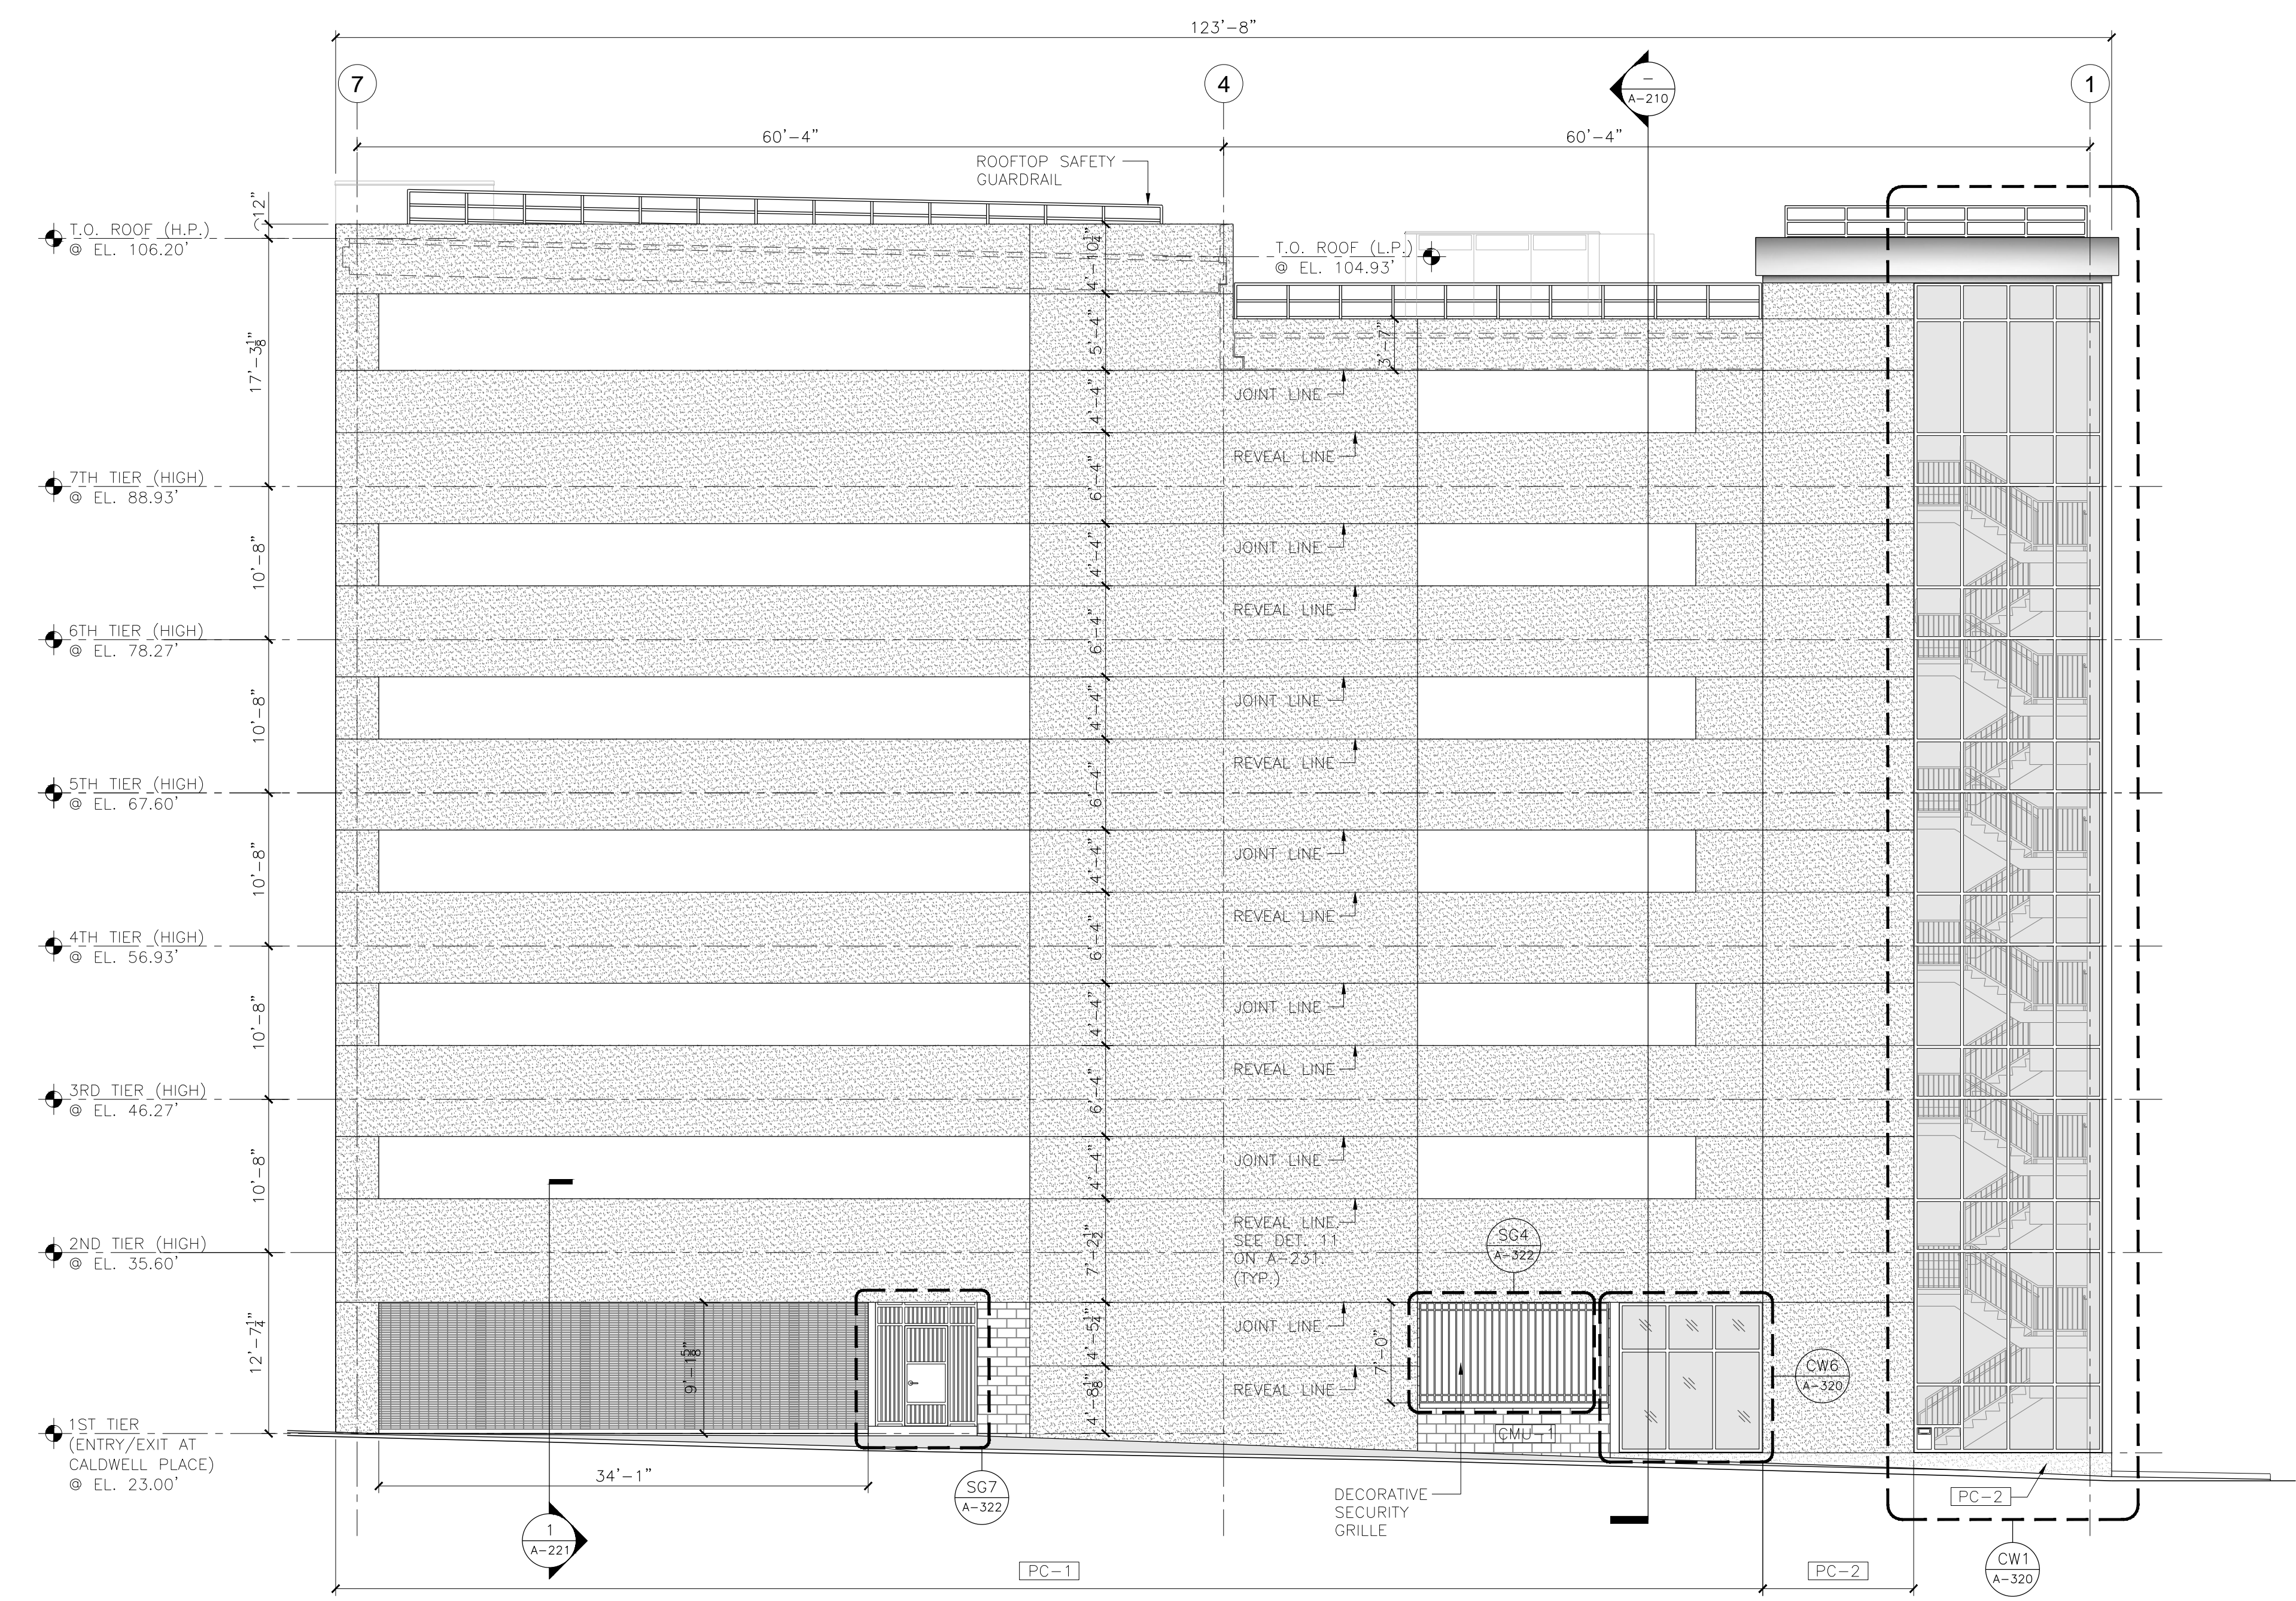 123'-8"
7
4
–
A-210
1
60'-4"
60'-4"
ROOFTOP SAFETY
GUARDRAIL
12"
T.O. ROOF (H.P.)
@ EL. 106.20'
T.O. ROOF (L.P.)
@ EL. 104.93'
4'-10¼"
5'-4"
3'-7"
17'-3⅛"
JOINT LINE
4'-4"
REVEAL LINE
7TH TIER (HIGH)
@ EL. 88.93'
6'-4"
JOINT LINE
10'-8"
4'-4"
REVEAL LINE
6TH TIER (HIGH)
@ EL. 78.27'
6'-4"
JOINT LINE
10'-8"
4'-4"
REVEAL LINE
5TH TIER (HIGH)
@ EL. 67.60'
6'-4"
JOINT LINE
10'-8"
4'-4"
REVEAL LINE
4TH TIER (HIGH)
@ EL. 56.93'
6'-4"
JOINT LINE
10'-8"
4'-4"
REVEAL LINE
3RD TIER (HIGH)
@ EL. 46.27'
6'-4"
JOINT LINE
10'-8"
4'-4"
REVEAL LINE.
SEE DET. 11
ON A-231.
(TYP.)
2ND TIER (HIGH)
@ EL. 35.60'
7'-2½"
SG4
A-322
JOINT LINE
12'-7¼"
9'-1⅝"
4'-5¼"
7'-0"
CW6
A-320
REVEAL LINE
4'-8⅛"
CMU-1
1ST TIER
(ENTRY/EXIT AT
CALDWELL PLACE)
@ EL. 23.00'
34'-1"
SG7
A-322
DECORATIVE
SECURITY
GRILLE
PC-2
1
A-221
PC-1
PC-2
CW1
A-320